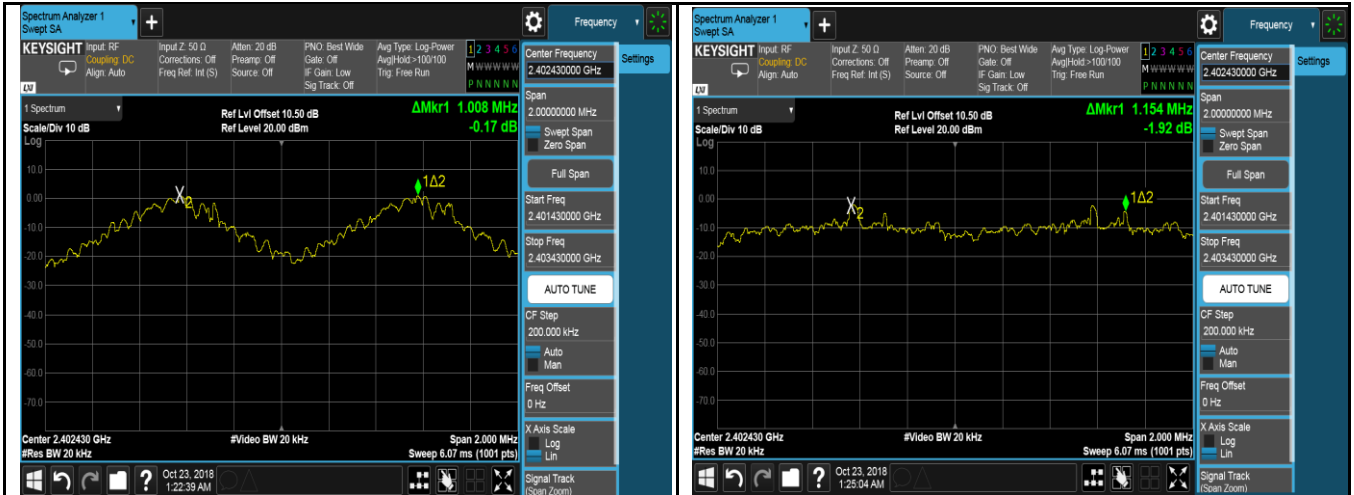 Spectrum Analyzer 1
Swept SA
+
Frequency
KEYSIGHT
Input: RF
Coupling: DC
Align: Auto
Input Z: 50 Ω
Corrections: Off
Freq Ref: Int (S)
Atten: 20 dB
Preamp: Off
Source: Off
PNO: Best Wide
Gate: Off
IF Gain: Low
Sig Track: Off
Avg Type: Log-Power
Avg|Hold:>100/100
Trig: Free Run
1 2 3 4 5 6
M W W W W W
P N N N N N
LXI
1 Spectrum
Scale/Div 10 dB
Log
Ref Lvl Offset 10.50 dB
Ref Level 20.00 dBm
ΔMkr1 1.008 MHz
-0.17 dB
10.0
0.00
-10.0
-20.0
-30.0
-40.0
-50.0
-60.0
-70.0
X2
1Δ2
Center 2.402430 GHz
#Res BW 20 kHz
#Video BW 20 kHz
Span 2.000 MHz
Sweep 6.07 ms (1001 pts)
Center Frequency
2.402430000 GHz
Settings
Span
2.00000000 MHz
Swept Span
Zero Span
Full Span
Start Freq
2.401430000 GHz
Stop Freq
2.403430000 GHz
AUTO TUNE
CF Step
200.000 kHz
Auto
Man
Freq Offset
0 Hz
X Axis Scale
Log
Lin
Signal Track
(Span Zoom)
?
Oct 23, 2018
1:22:39 AM
Spectrum Analyzer 1
Swept SA
+
Frequency
KEYSIGHT
Input: RF
Coupling: DC
Align: Auto
Input Z: 50 Ω
Corrections: Off
Freq Ref: Int (S)
Atten: 20 dB
Preamp: Off
Source: Off
PNO: Best Wide
Gate: Off
IF Gain: Low
Sig Track: Off
Avg Type: Log-Power
Avg|Hold:>100/100
Trig: Free Run
1 2 3 4 5 6
M W W W W W
P N N N N N
LXI
1 Spectrum
Scale/Div 10 dB
Log
Ref Lvl Offset 10.50 dB
Ref Level 20.00 dBm
ΔMkr1 1.154 MHz
-1.92 dB
10.0
0.00
-10.0
-20.0
-30.0
-40.0
-50.0
-60.0
-70.0
X2
1Δ2
Center 2.402430 GHz
#Res BW 20 kHz
#Video BW 20 kHz
Span 2.000 MHz
Sweep 6.07 ms (1001 pts)
Center Frequency
2.402430000 GHz
Settings
Span
2.00000000 MHz
Swept Span
Zero Span
Full Span
Start Freq
2.401430000 GHz
Stop Freq
2.403430000 GHz
AUTO TUNE
CF Step
200.000 kHz
Auto
Man
Freq Offset
0 Hz
X Axis Scale
Log
Lin
Signal Track
(Span Zoom)
?
Oct 23, 2018
1:25:04 AM